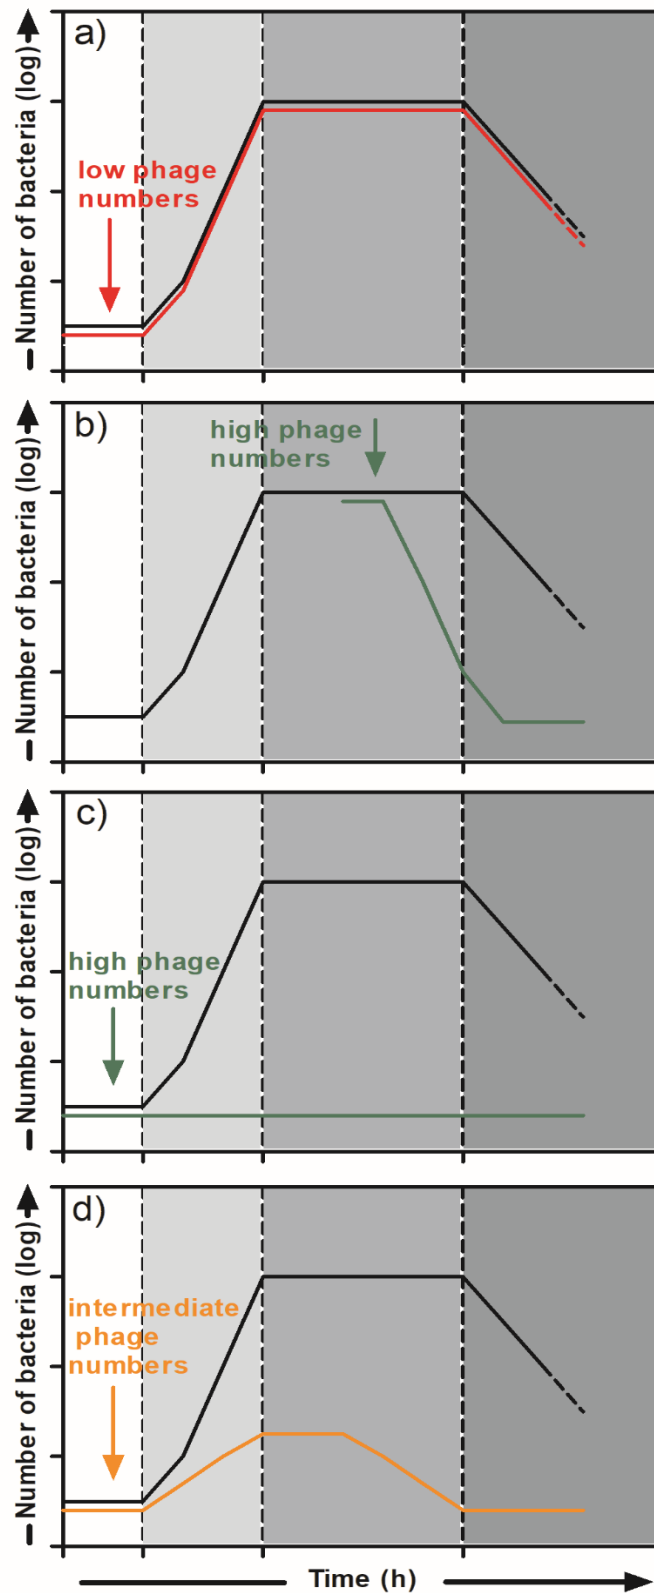 a)
Number of bacteria (log)
low phage
numbers
b)
Number of bacteria (log)
high phage
numbers
c)
Number of bacteria (log)
high phage
numbers
d)
Number of bacteria (log)
intermediate
phage
numbers
Time (h)